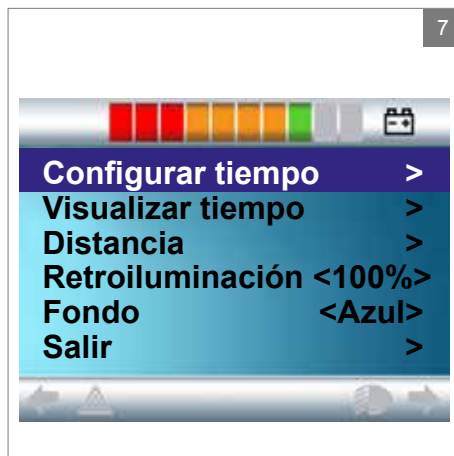 7
Configurar tiempo >
Visualizar tiempo >
Distancia >
Retroiluminación <100%>
Fondo <Azul>
Salir >